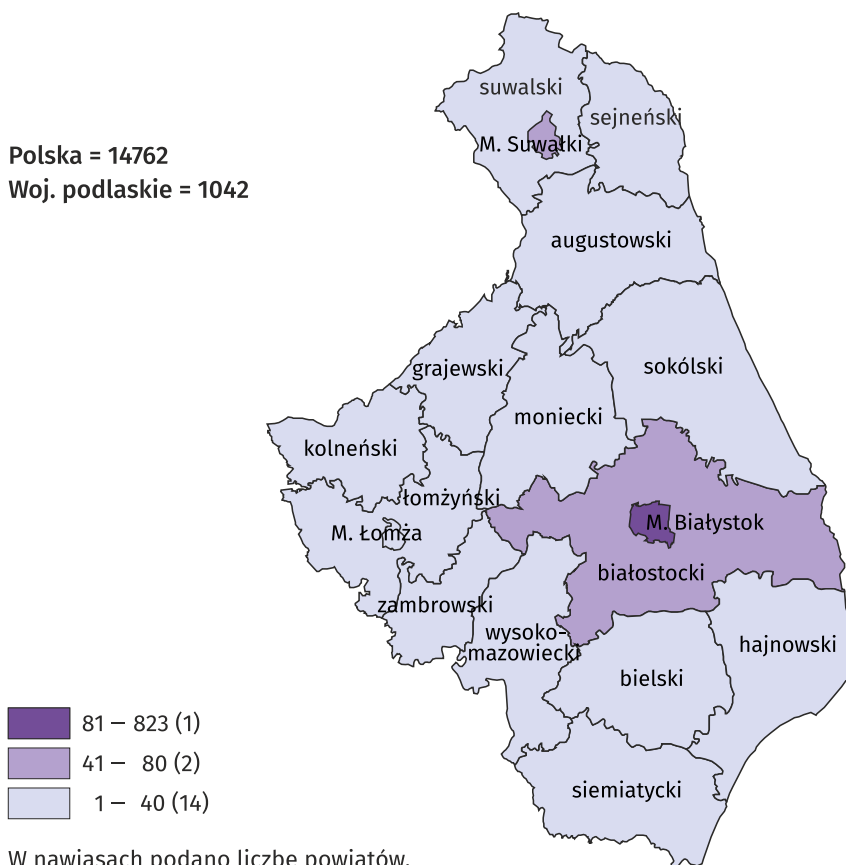 Polska = 14762
Woj. podlaskie = 1042
suwalski
sejneński
M. Suwałki
augustowski
grajewski
sokólski
moniecki
kolneński
łomżyński
M. Łomża
M. Białystok
białostocki
zambrowski
wysoko-
mazowiecki
hajnowski
bielski
siemiatycki
81 – 823 (1)
41 – 80 (2)
1 – 40 (14)
W nawiasach podano liczbę powiatów.